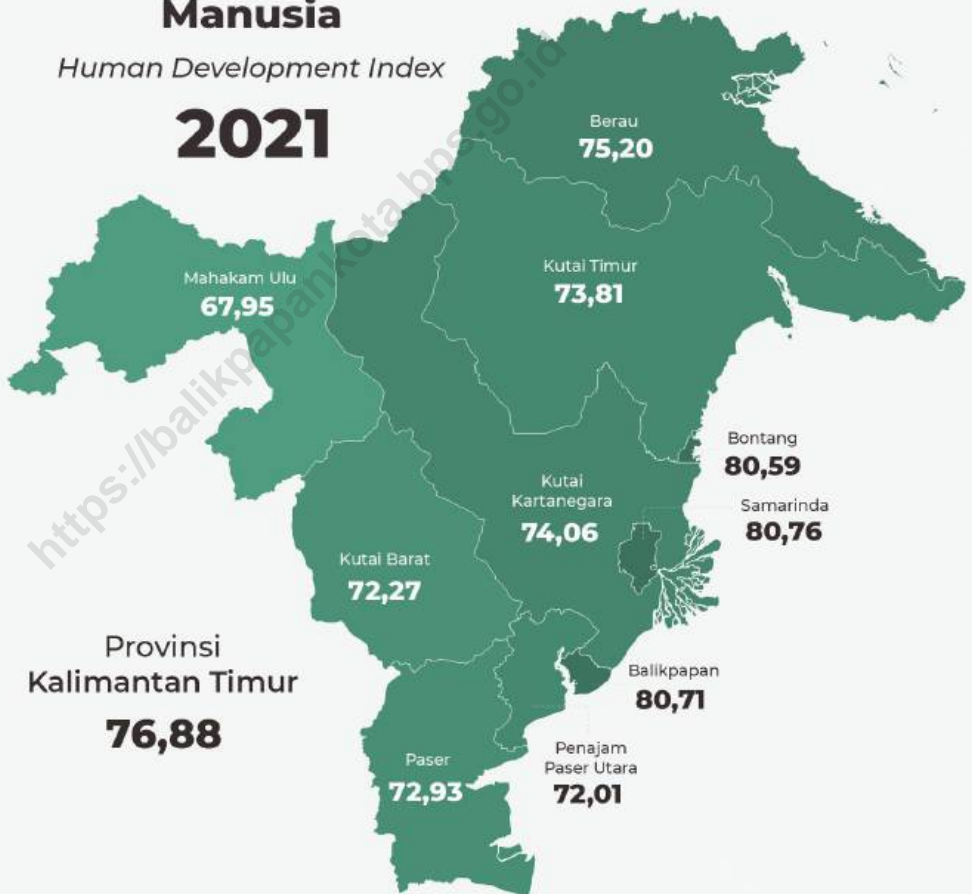 Manusia
Human Development Index
2021
Berau
75,20
Mahakam Ulu
67,95
Kutai Timur
73,81
Bontang
80,59
Kutai
Kartanegara
74,06
Samarinda
80,76
Kutai Barat
72,27
Provinsi
Kalimantan Timur
76,88
Balikpapan
80,71
Paser
72,93
Penajam
Paser Utara
72,01
https://balikpapankota.bps.go.id